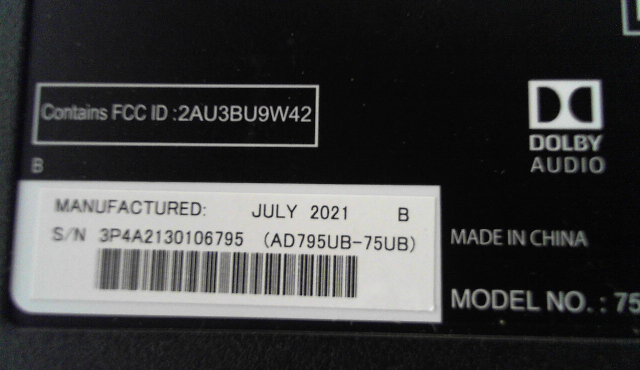 Contains FCC ID :2AU3BU9W42
DOLBY
AUDIO
B
MANUFACTURED: JULY 2021 B
S/N 3P4A2130106795 (AD795UB-75UB)
MADE IN CHINA
MODEL NO. : 75